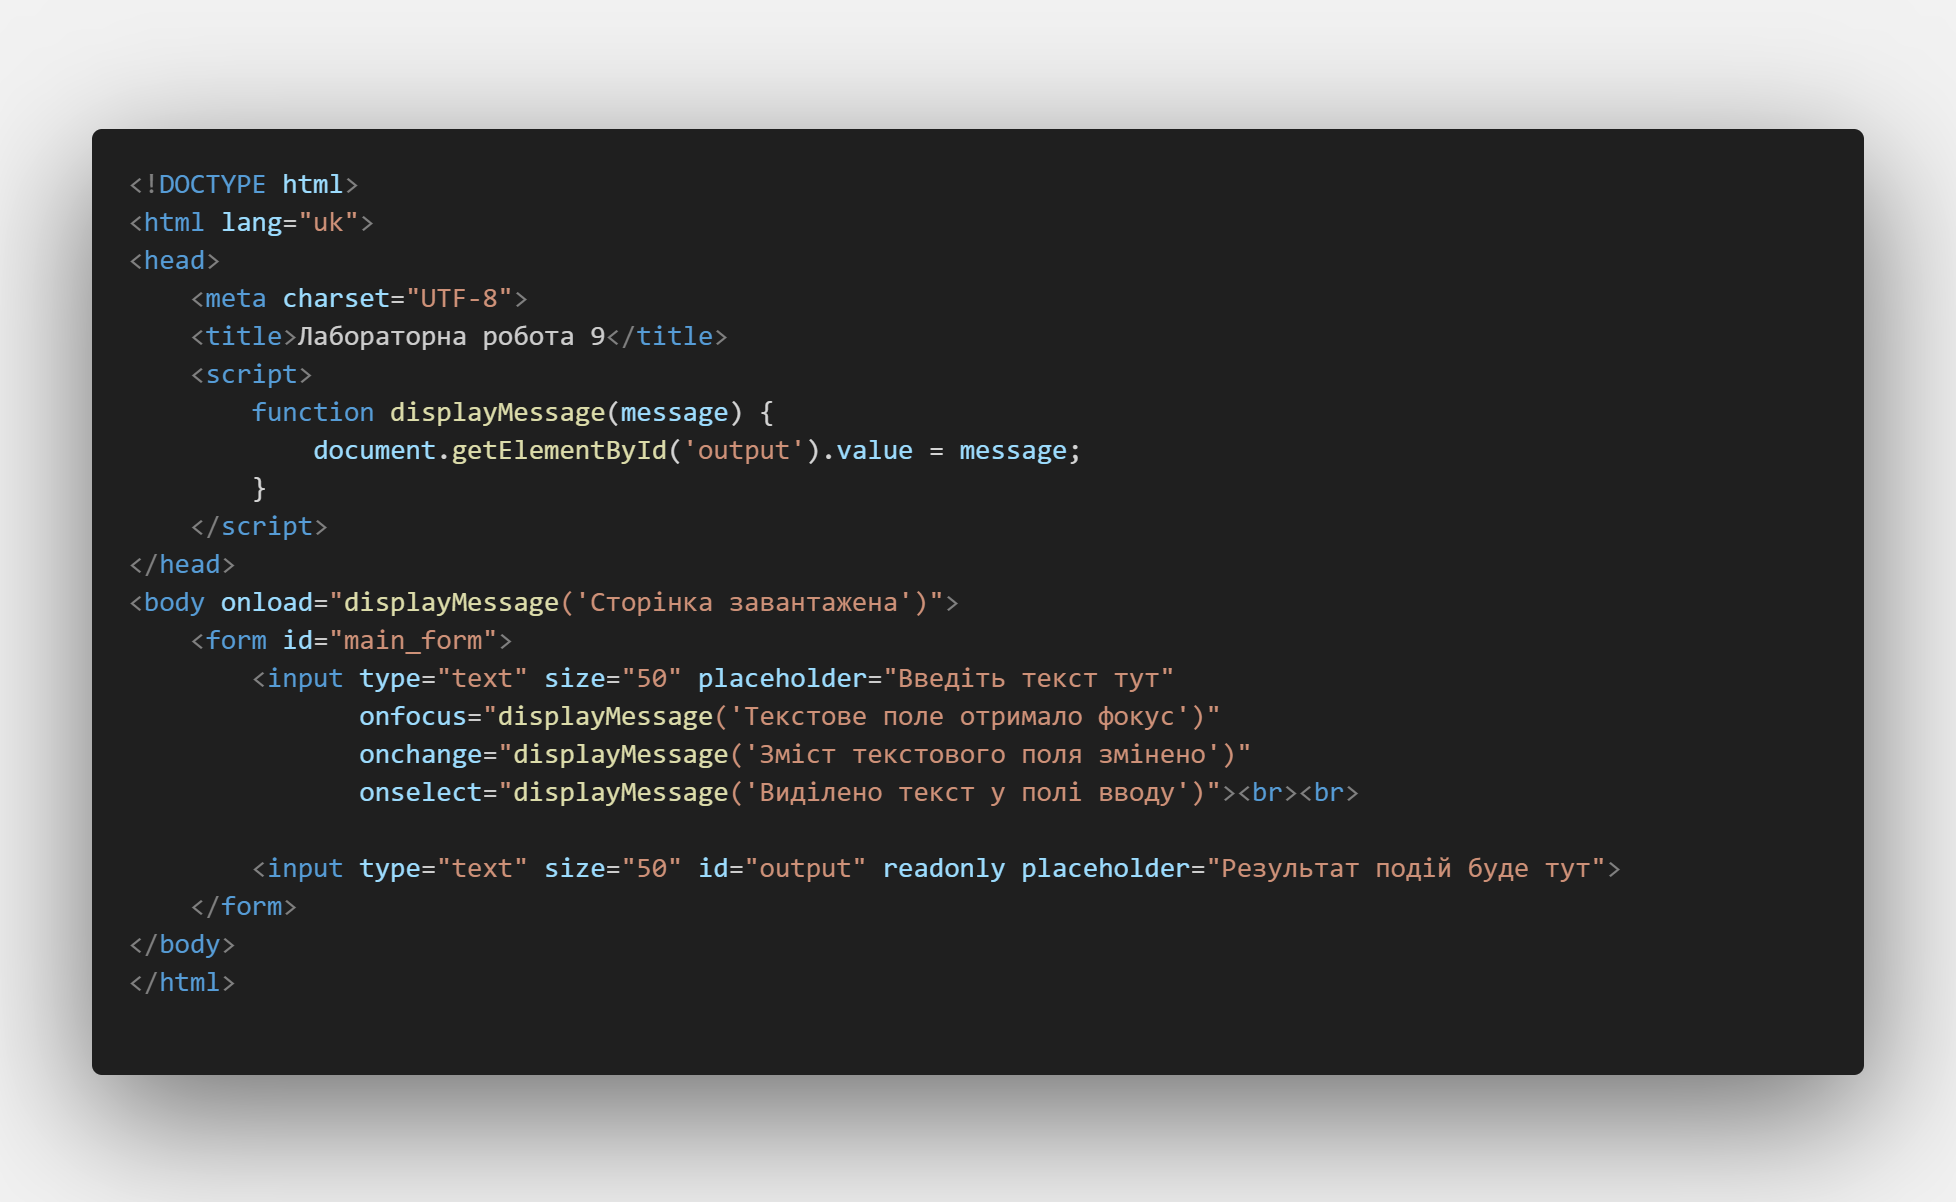 <!DOCTYPE html>
<html lang="uk">
<head>
    <meta charset="UTF-8">
    <title>Лабораторна робота 9</title>
    <script>
        function displayMessage(message) {
            document.getElementById('output').value = message;
        }
    </script>
</head>
<body onload="displayMessage('Сторінка завантажена')">
    <form id="main_form">
        <input type="text" size="50" placeholder="Введіть текст тут"
               onfocus="displayMessage('Текстове поле отримало фокус')"
               onchange="displayMessage('Зміст текстового поля змінено')"
               onselect="displayMessage('Виділено текст у полі вводу')"><br><br>

        <input type="text" size="50" id="output" readonly placeholder="Результат подій буде тут">
    </form>
</body>
</html>